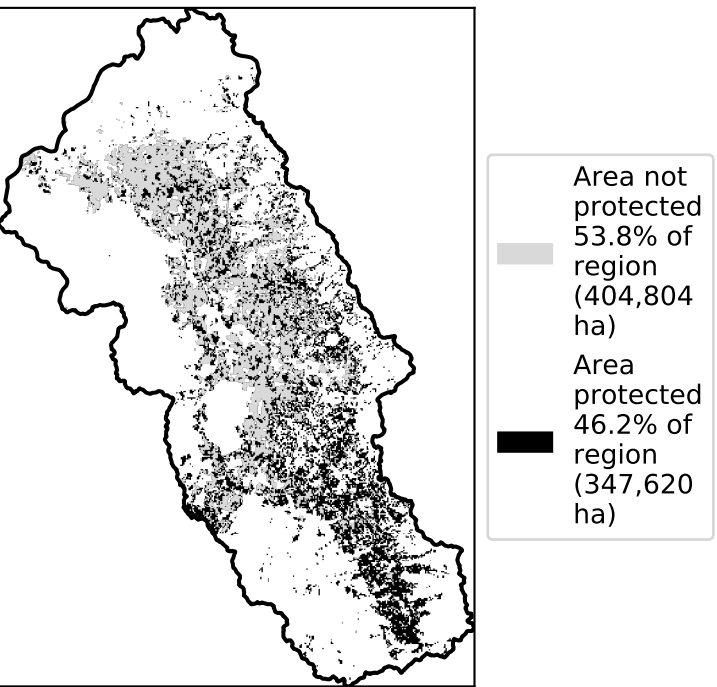 Area not
protected
53.8% of
region
(404,804
ha)
Area
protected
46.2% of
region
(347,620
ha)